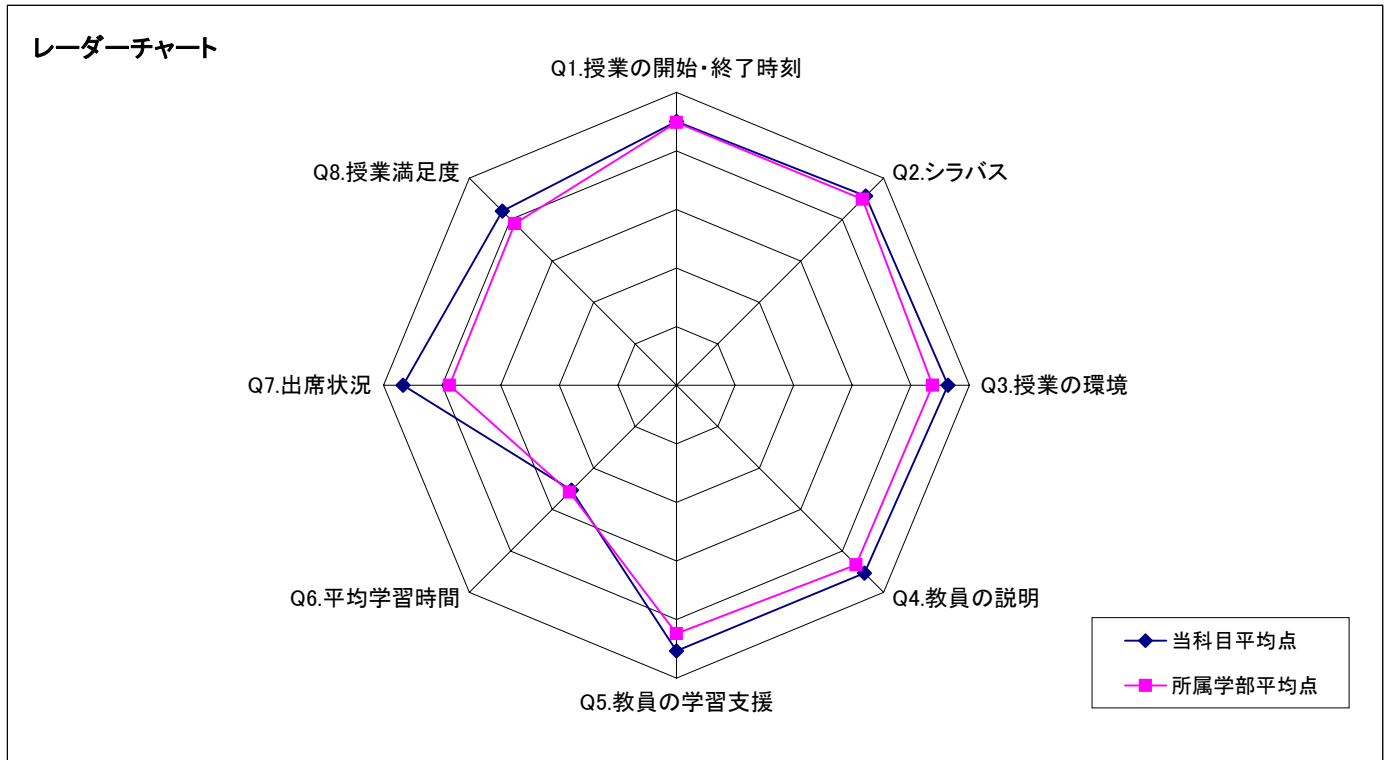 レーダーチャート
Q1.授業の開始・終了時刻
Q2.シラバス
Q3.授業の環境
Q4.教員の説明
Q5.教員の学習支援
Q6.平均学習時間
Q7.出席状況
Q8.授業満足度
当科目平均点
所属学部平均点